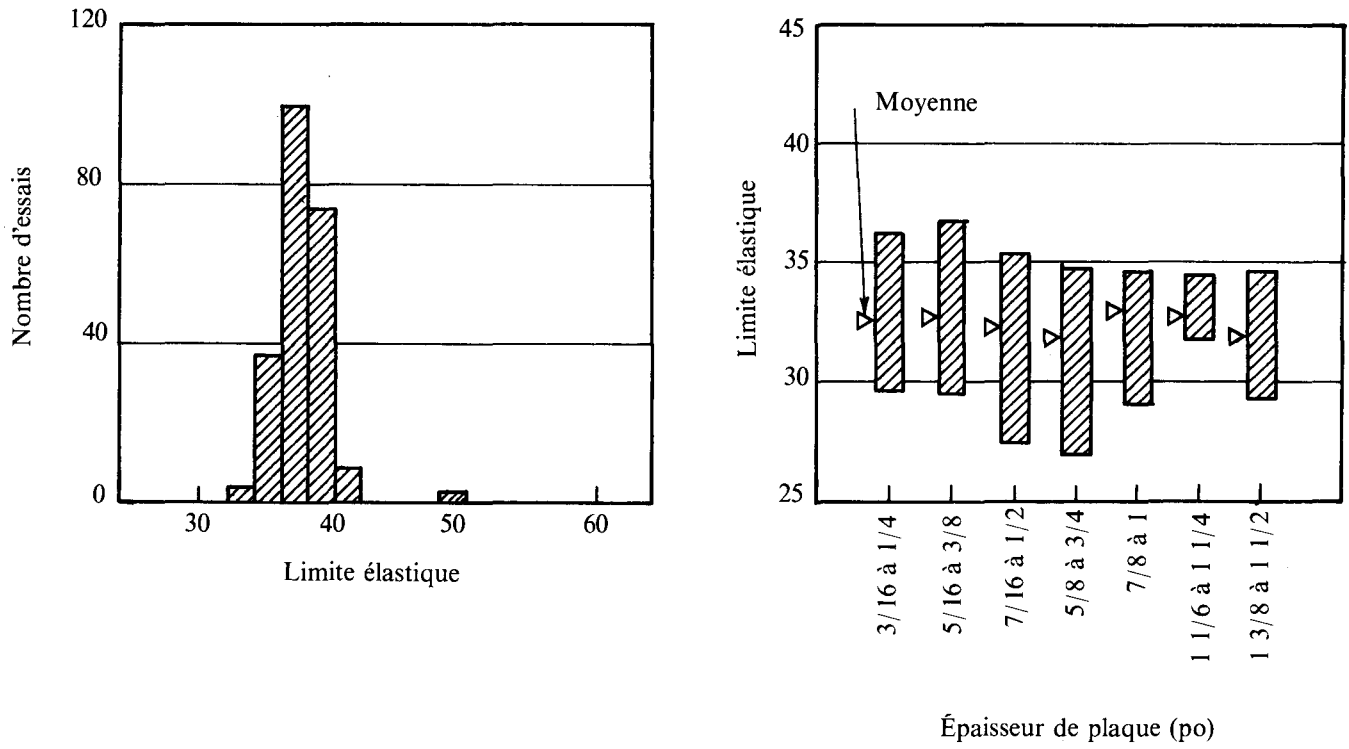 120
80
40
0
Nombre d'essais
30 40 50 60
Limite élastique
45
40
35
30
25
Limite élastique
Moyenne
3/16 à 1/4
5/16 à 3/8
7/16 à 1/2
5/8 à 3/4
7/8 à 1
1 1/6 à 1 1/4
1 3/8 à 1 1/2
Épaisseur de plaque (po)